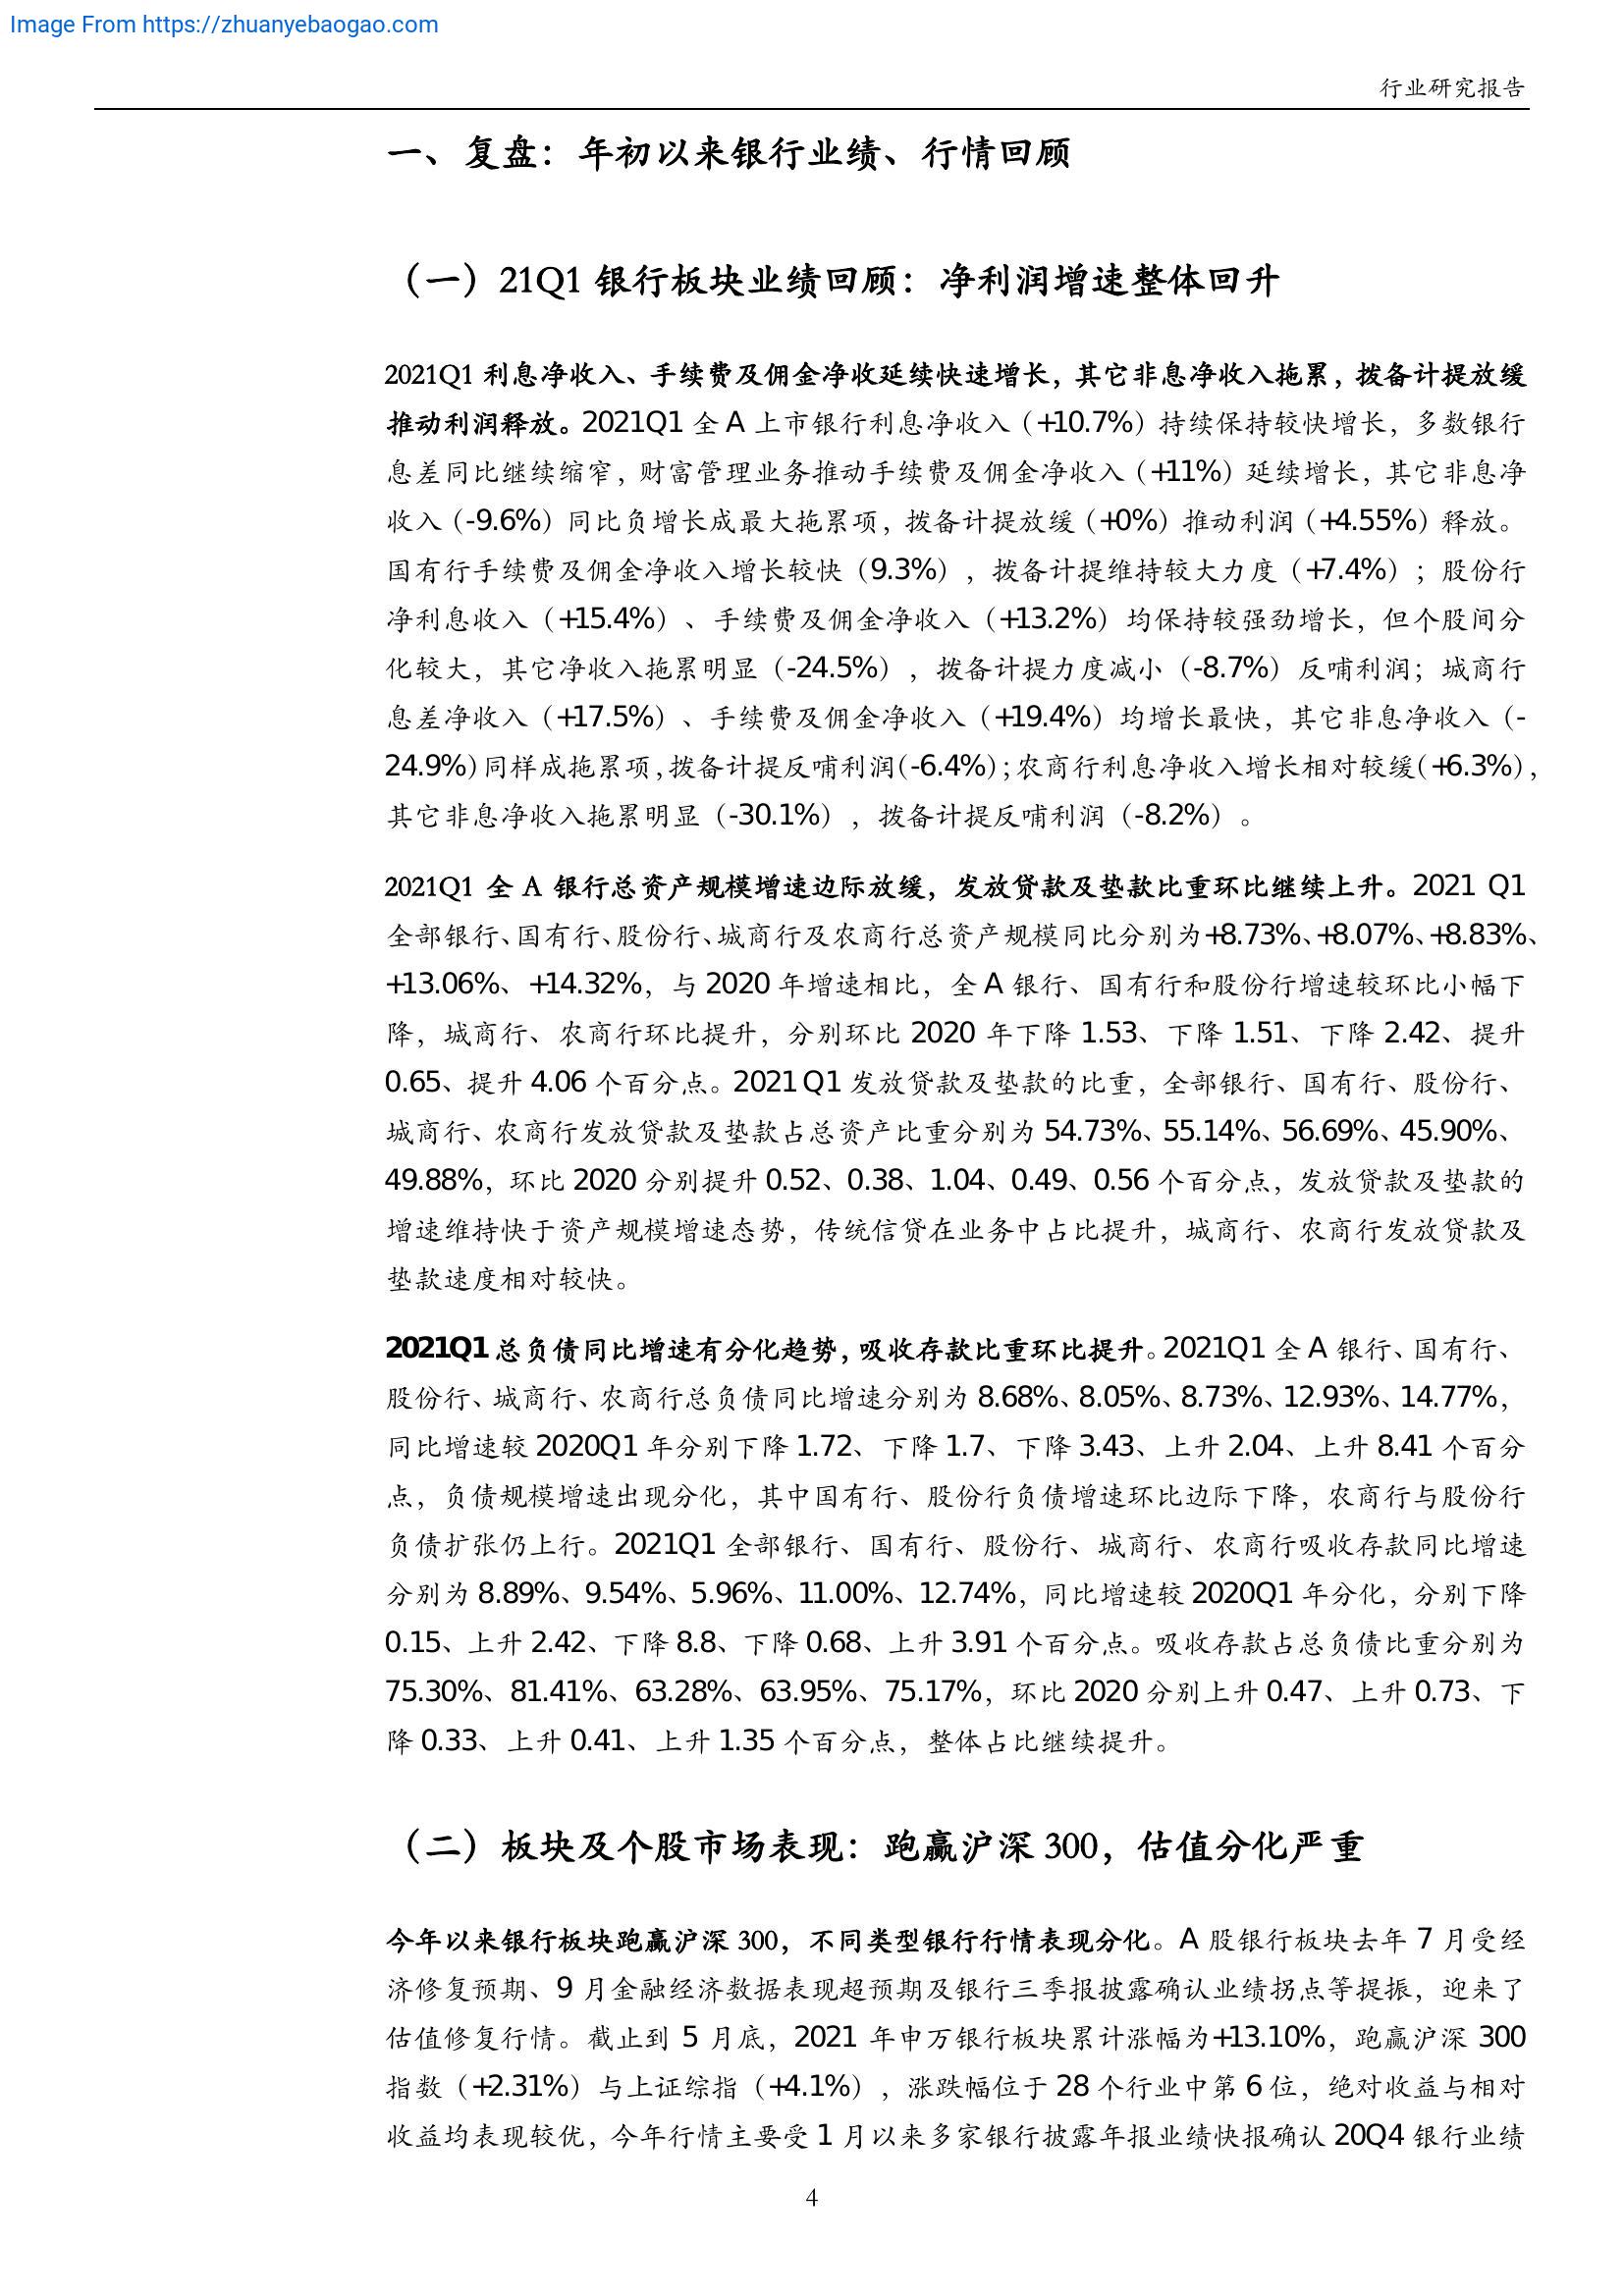 Image From https://zhuanyebaogao.com
行业研究报告
一、复盘：年初以来银行业绩、行情回顾
（一）21Q1 银行板块业绩回顾：净利润增速整体回升
2021Q1 利息净收入、手续费及佣金净收延续快速增长，其它非息净收入拖累，拨备计提放缓
推动利润释放。2021Q1 全 A 上市银行利息净收入（+10.7%）持续保持较快增长，多数银行
息差同比继续缩窄，财富管理业务推动手续费及佣金净收入（+11%）延续增长，其它非息净
收入（-9.6%）同比负增长成最大拖累项，拨备计提放缓（+0%）推动利润（+4.55%）释放。
国有行手续费及佣金净收入增长较快（9.3%），拨备计提维持较大力度（+7.4%）；股份行
净利息收入（+15.4%）、手续费及佣金净收入（+13.2%）均保持较强劲增长，但个股间分
化较大，其它净收入拖累明显（-24.5%），拨备计提力度减小（-8.7%）反哺利润；城商行
息差净收入（+17.5%）、手续费及佣金净收入（+19.4%）均增长最快，其它非息净收入（-
24.9%）同样成拖累项，拨备计提反哺利润（-6.4%）；农商行利息净收入增长相对较缓（+6.3%），
其它非息净收入拖累明显（-30.1%），拨备计提反哺利润（-8.2%）。
2021Q1 全 A 银行总资产规模增速边际放缓，发放贷款及垫款比重环比继续上升。2021 Q1
全部银行、国有行、股份行、城商行及农商行总资产规模同比分别为+8.73%、+8.07%、+8.83%、
+13.06%、+14.32%，与 2020 年增速相比，全 A 银行、国有行和股份行增速较环比小幅下
降，城商行、农商行环比提升，分别环比 2020 年下降 1.53、下降 1.51、下降 2.42、提升
0.65、提升 4.06 个百分点。2021 Q1 发放贷款及垫款的比重，全部银行、国有行、股份行、
城商行、农商行发放贷款及垫款占总资产比重分别为 54.73%、55.14%、56.69%、45.90%、
49.88%，环比 2020 分别提升 0.52、0.38、1.04、0.49、0.56 个百分点，发放贷款及垫款的
增速维持快于资产规模增速态势，传统信贷在业务中占比提升，城商行、农商行发放贷款及
垫款速度相对较快。
2021Q1 总负债同比增速有分化趋势，吸收存款比重环比提升。2021Q1 全 A 银行、国有行、
股份行、城商行、农商行总负债同比增速分别为 8.68%、8.05%、8.73%、12.93%、14.77%，
同比增速较 2020Q1 年分别下降 1.72、下降 1.7、下降 3.43、上升 2.04、上升 8.41 个百分
点，负债规模增速出现分化，其中国有行、股份行负债增速环比边际下降，农商行与股份行
负债扩张仍上行。2021Q1 全部银行、国有行、股份行、城商行、农商行吸收存款同比增速
分别为 8.89%、9.54%、5.96%、11.00%、12.74%，同比增速较 2020Q1 年分化，分别下降
0.15、上升 2.42、下降 8.8、下降 0.68、上升 3.91 个百分点。吸收存款占总负债比重分别为
75.30%、81.41%、63.28%、63.95%、75.17%，环比 2020 分别上升 0.47、上升 0.73、下
降 0.33、上升 0.41、上升 1.35 个百分点，整体占比继续提升。
（二）板块及个股市场表现：跑赢沪深 300，估值分化严重
今年以来银行板块跑赢沪深 300，不同类型银行行情表现分化。A 股银行板块去年 7 月受经
济修复预期、9 月金融经济数据表现超预期及银行三季报披露确认业绩拐点等提振，迎来了
估值修复行情。截止到 5 月底，2021 年申万银行板块累计涨幅为+13.10%，跑赢沪深 300
指数（+2.31%）与上证综指（+4.1%），涨跌幅位于 28 个行业中第 6 位，绝对收益与相对
收益均表现较优，今年行情主要受 1 月以来多家银行披露年报业绩快报确认 20Q4 银行业绩
4